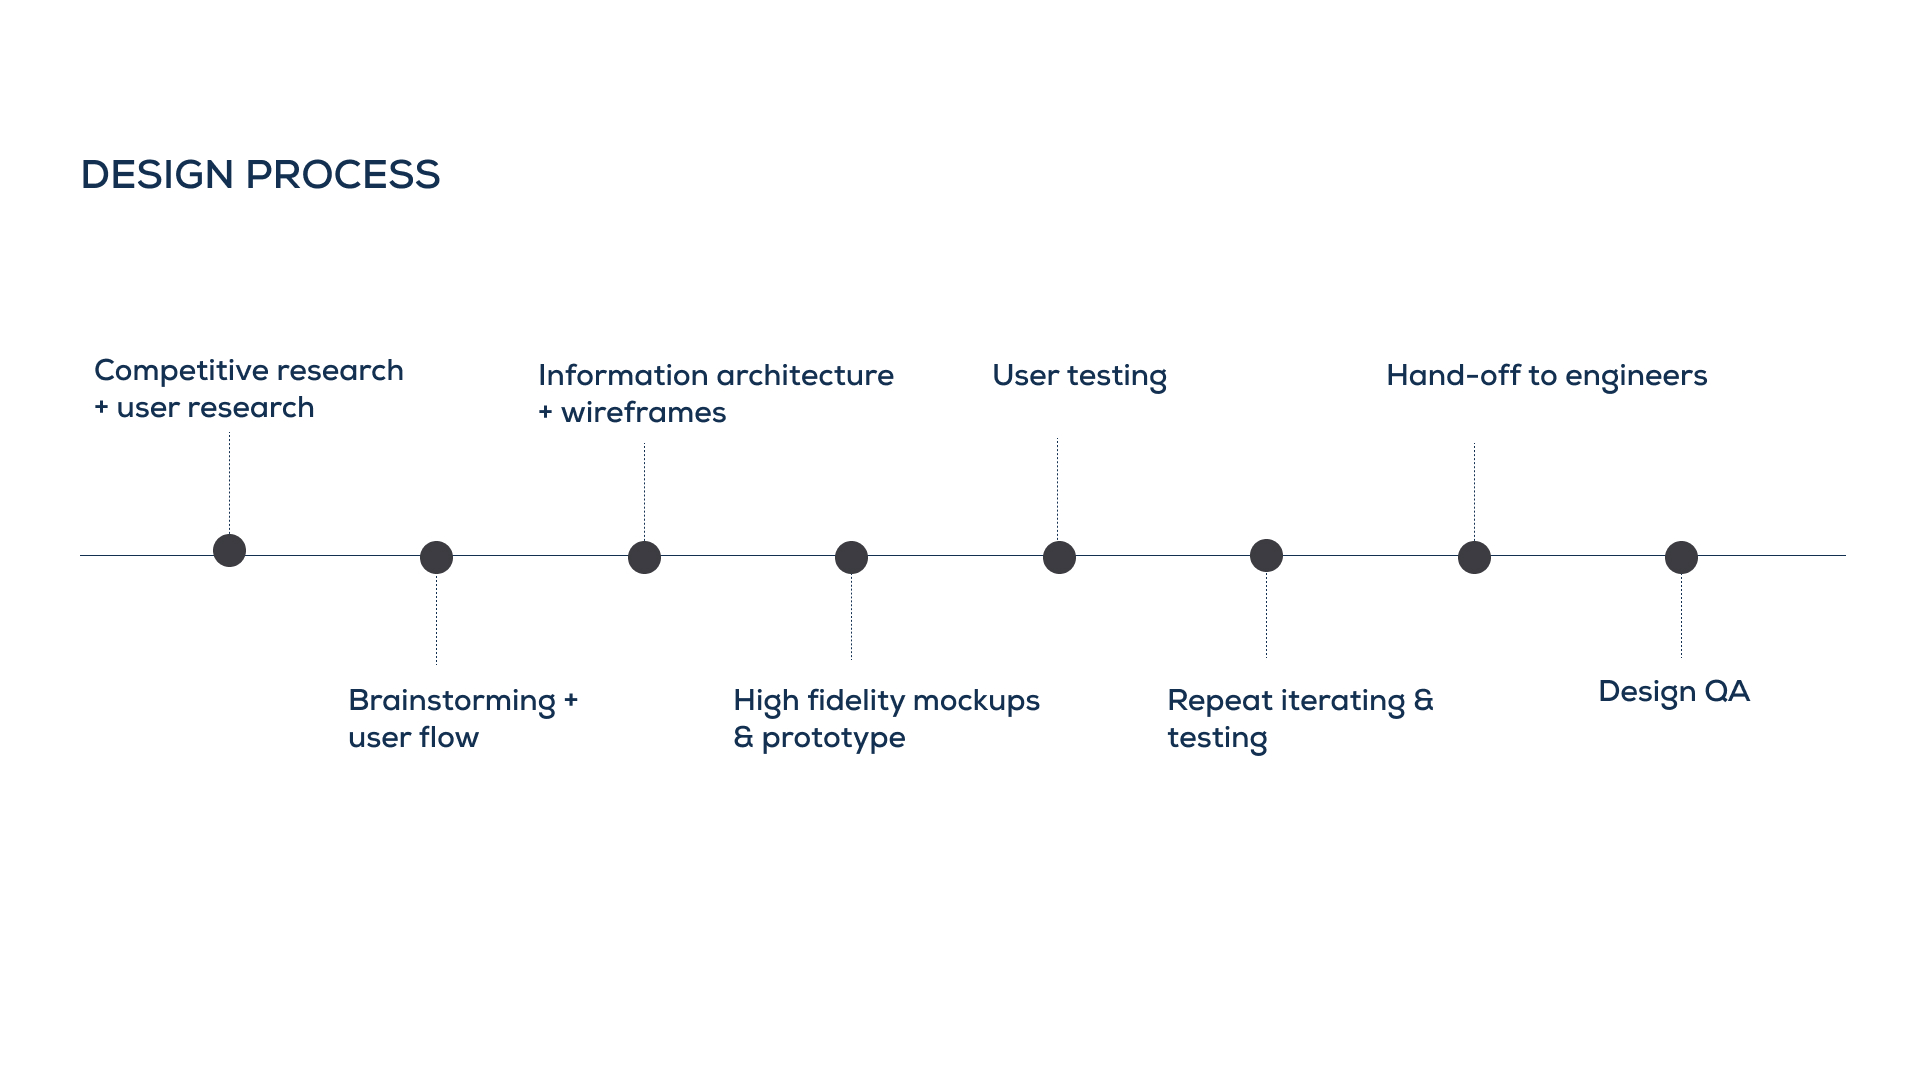 DESIGN PROCESS
Competitive research
+ user research
Brainstorming +
user flow
Information architecture
+ wireframes
High fidelity mockups
& prototype
User testing
Repeat iterating &
testing
Hand-off to engineers
Design QA